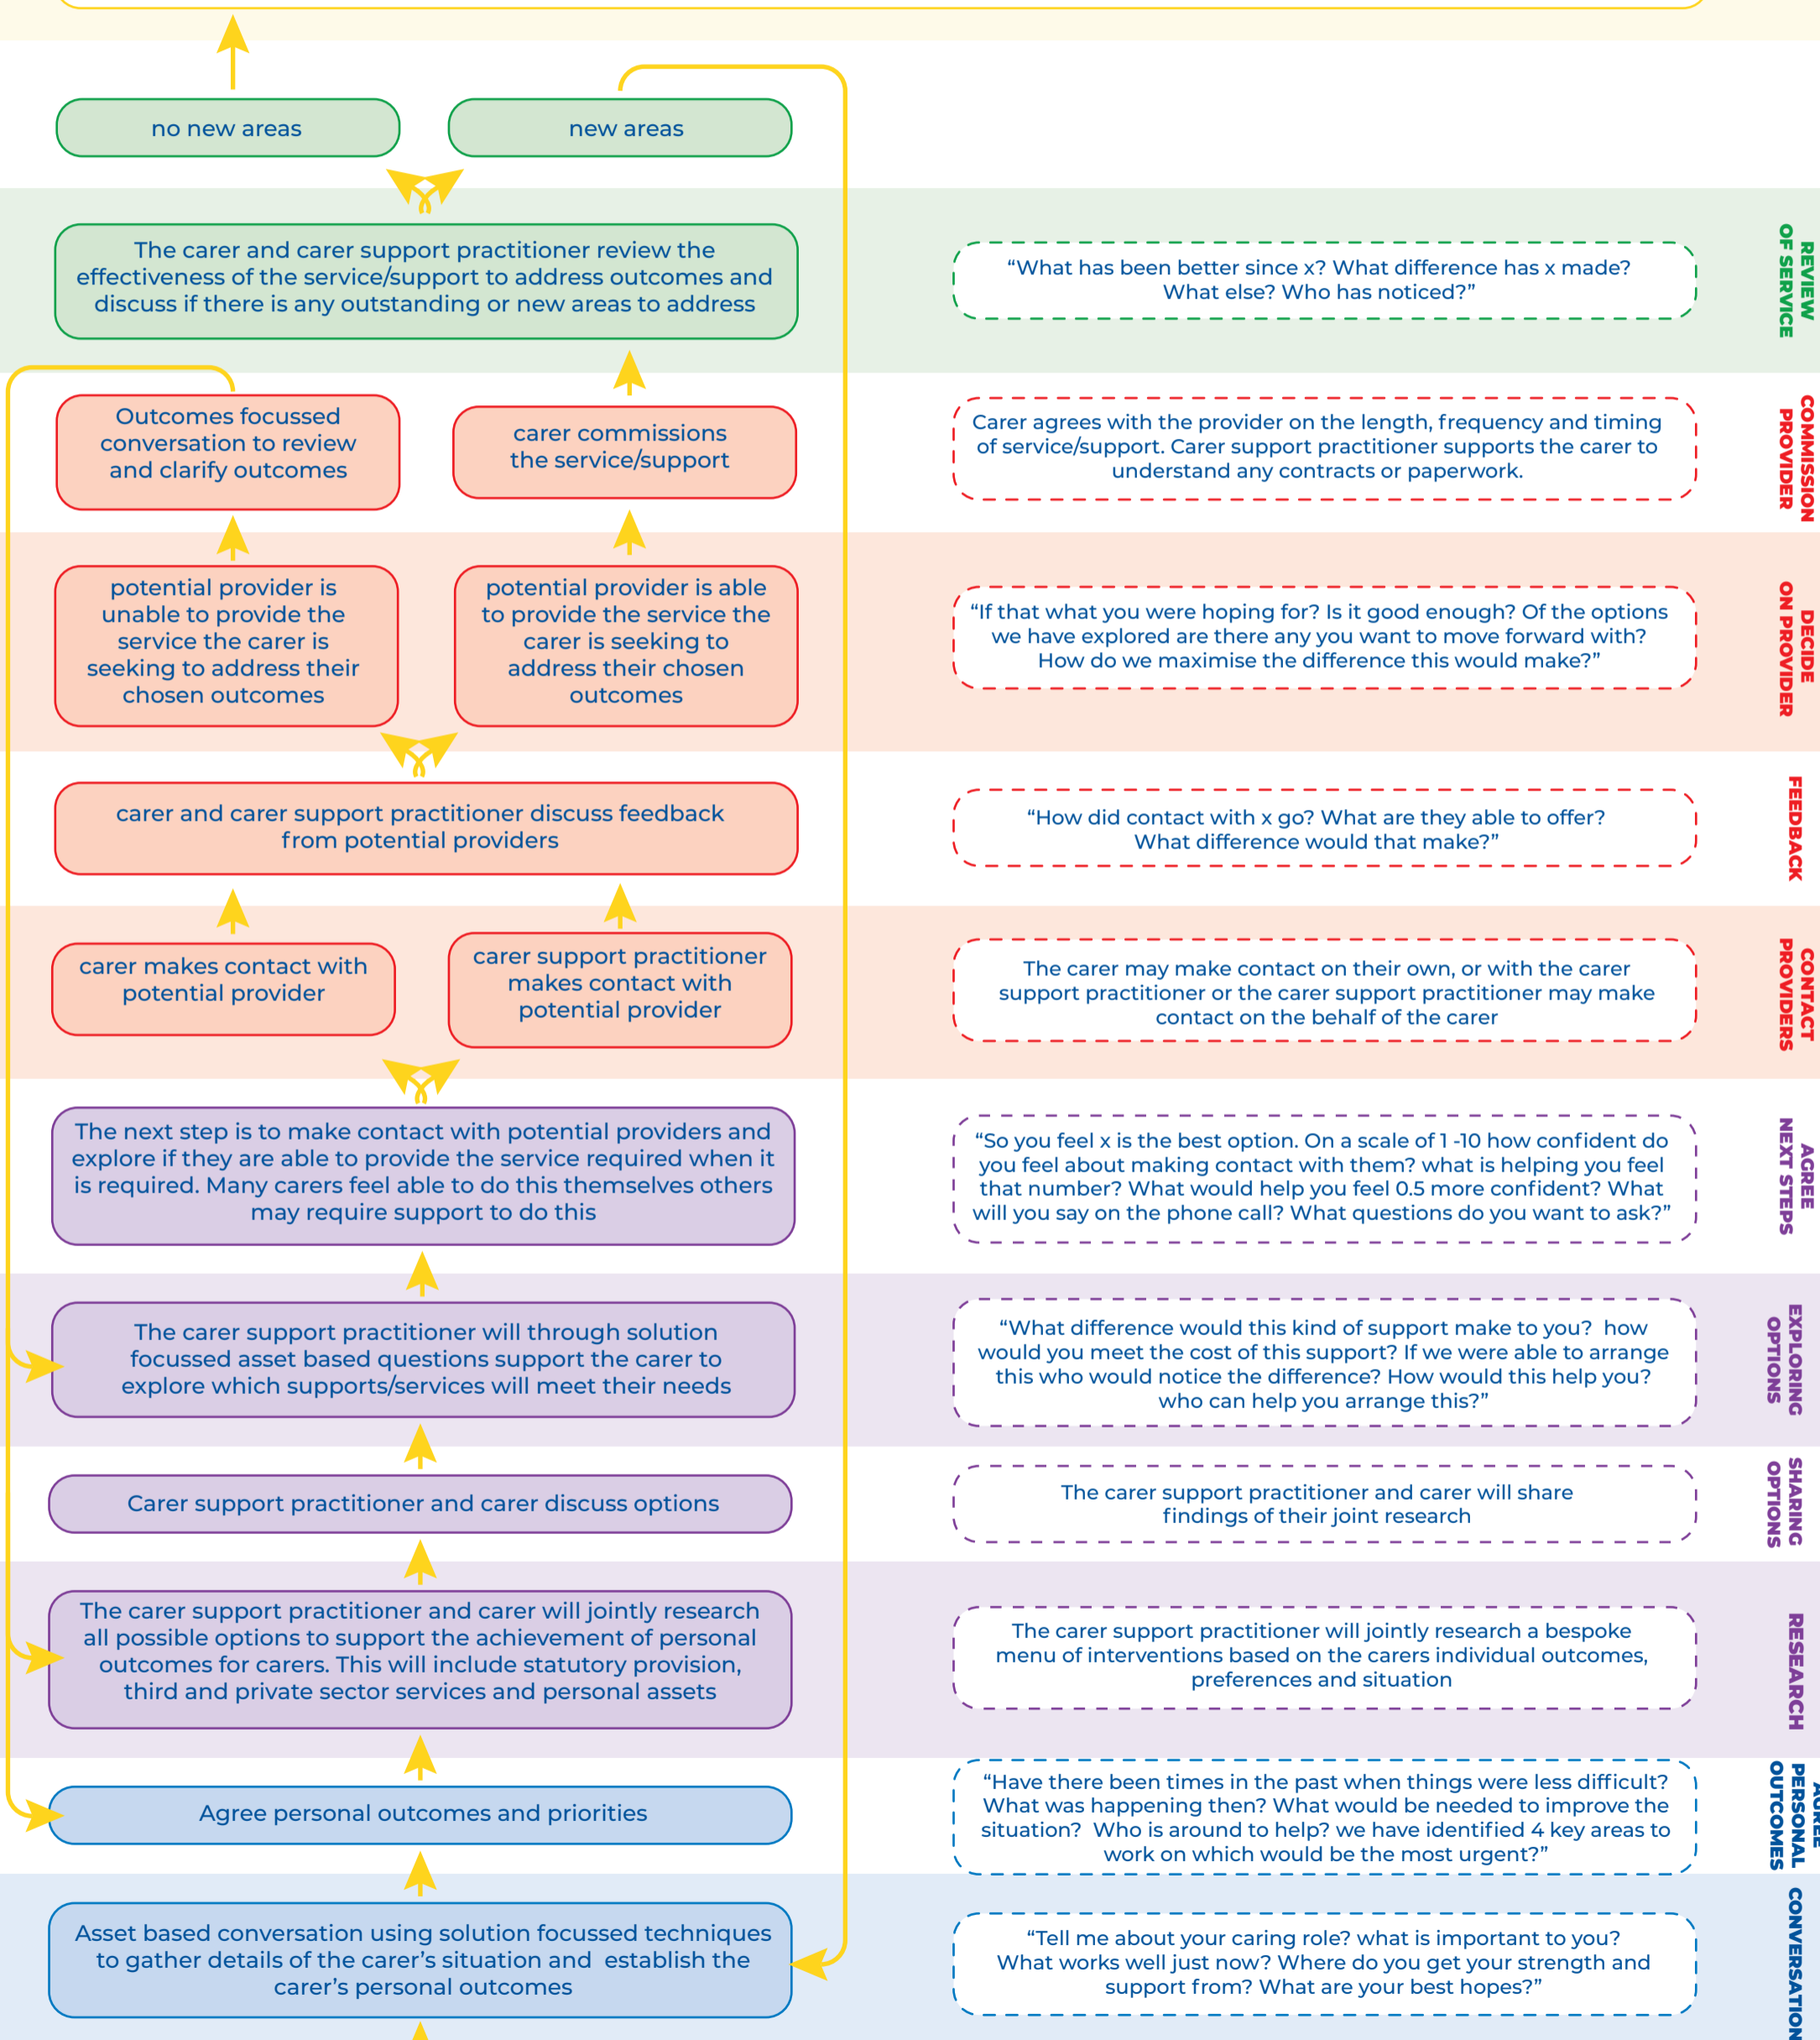 no new areas
new areas
The carer and carer support practitioner review the
effectiveness of the service/support to address outcomes and
discuss if there is any outstanding or new areas to address
“What has been better since x? What difference has x made?
What else? Who has noticed?”
REVIEW
OF SERVICE
Outcomes focussed
conversation to review
and clarify outcomes
carer commissions
the service/support
Carer agrees with the provider on the length, frequency and timing
of service/support. Carer support practitioner supports the carer to
understand any contracts or paperwork.
COMMISSION
PROVIDER
potential provider is
unable to provide the
service the carer is
seeking to address their
chosen outcomes
potential provider is able
to provide the service the
carer is seeking to
address their chosen
outcomes
“If that what you were hoping for? Is it good enough? Of the options
we have explored are there any you want to move forward with?
How do we maximise the difference this would make?”
DECIDE
ON PROVIDER
carer and carer support practitioner discuss feedback
from potential providers
“How did contact with x go? What are they able to offer?
What difference would that make?”
FEEDBACK
carer makes contact with
potential provider
carer support practitioner
makes contact with
potential provider
The carer may make contact on their own, or with the carer
support practitioner or the carer support practitioner may make
contact on the behalf of the carer
CONTACT
PROVIDERS
The next step is to make contact with potential providers and
explore if they are able to provide the service required when it
is required. Many carers feel able to do this themselves others
may require support to do this
“So you feel x is the best option. On a scale of 1 -10 how confident do
you feel about making contact with them? what is helping you feel
that number? What would help you feel 0.5 more confident? What
will you say on the phone call? What questions do you want to ask?”
AGREE
NEXT STEPS
The carer support practitioner will through solution
focussed asset based questions support the carer to
explore which supports/services will meet their needs
“What difference would this kind of support make to you?  how
would you meet the cost of this support? If we were able to arrange
this who would notice the difference? How would this help you?
who can help you arrange this?”
EXPLORING
OPTIONS
Carer support practitioner and carer discuss options
The carer support practitioner and carer will share
findings of their joint research
SHARING
OPTIONS
The carer support practitioner and carer will jointly research
all possible options to support the achievement of personal
outcomes for carers. This will include statutory provision,
third and private sector services and personal assets
The carer support practitioner will jointly research a bespoke
menu of interventions based on the carers individual outcomes,
preferences and situation
RESEARCH
Agree personal outcomes and priorities
“Have there been times in the past when things were less difficult?
What was happening then? What would be needed to improve the
situation?  Who is around to help? we have identified 4 key areas to
work on which would be the most urgent?”
AGREE
PERSONAL
OUTCOMES
Asset based conversation using solution focussed techniques
to gather details of the carer’s situation and  establish the
carer’s personal outcomes
“Tell me about your caring role? what is important to you?
What works well just now? Where do you get your strength and
support from? What are your best hopes?”
CONVERSATION